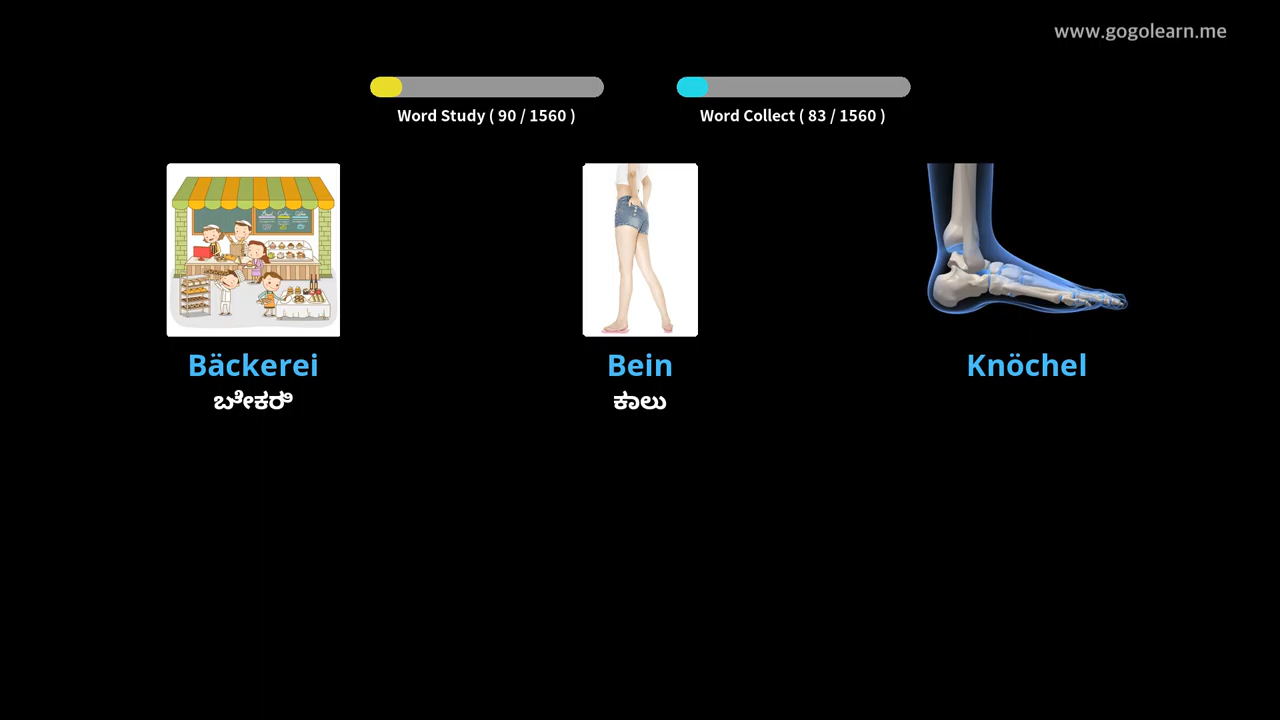 www.gogolearn.me
Word Study ( 90 / 1560 )
Word Collect ( 83 / 1560 )
Bäckerei
Bein
Knöchel
ಬೇಕರಿ
ಕಾಲು